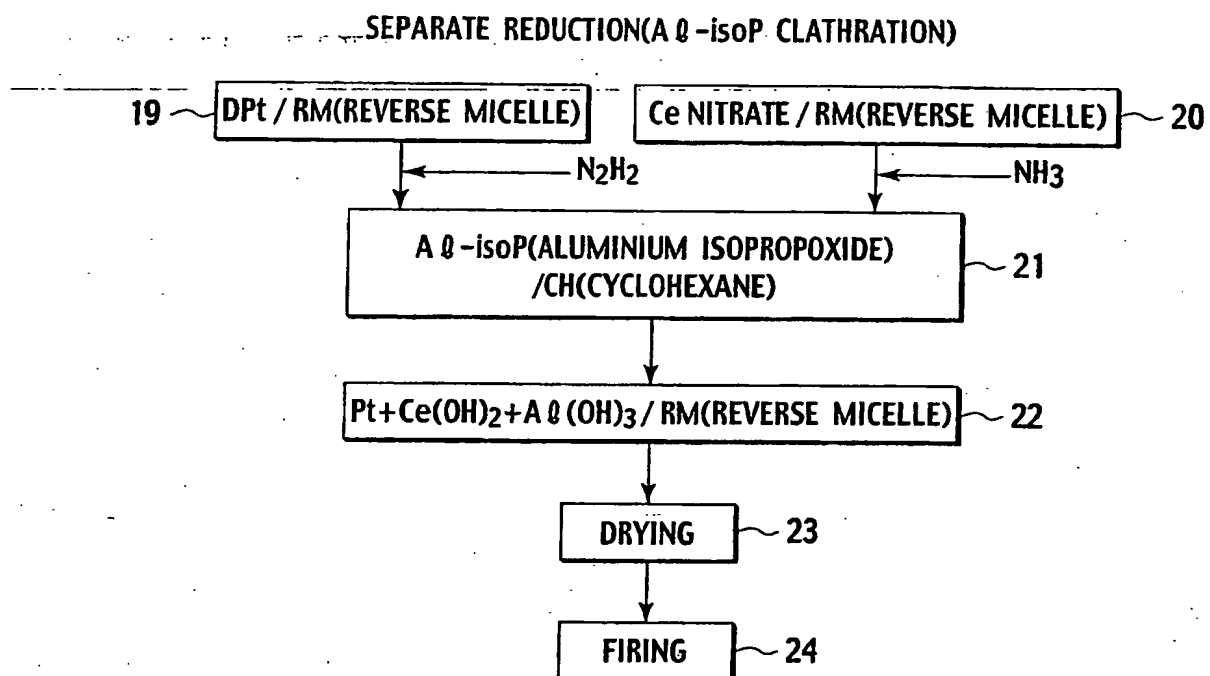 SEPARATE REDUCTION(Aℓ-isoP CLATHRATION)
19 DPt / RM(REVERSE MICELLE) Ce NITRATE / RM(REVERSE MICELLE) 20
N2H2 NH3
Aℓ-isoP(ALUMINIUM ISOPROPOXIDE)
/CH(CYCLOHEXANE) 21
Pt+Ce(OH)2+Aℓ(OH)3/RM(REVERSE MICELLE) 22
DRYING 23
FIRING 24